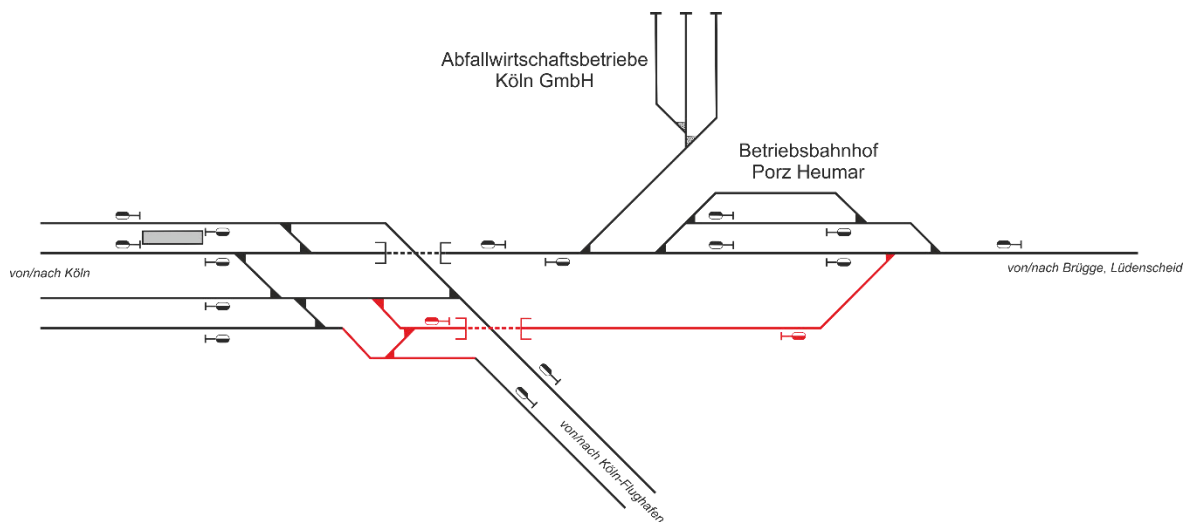 Abfallwirtschaftsbetriebe
Köln GmbH
Betriebsbahnhof
Porz Heumar
von/nach Köln
von/nach Brügge, Lüdenscheid
von/nach Köln-Flughafen